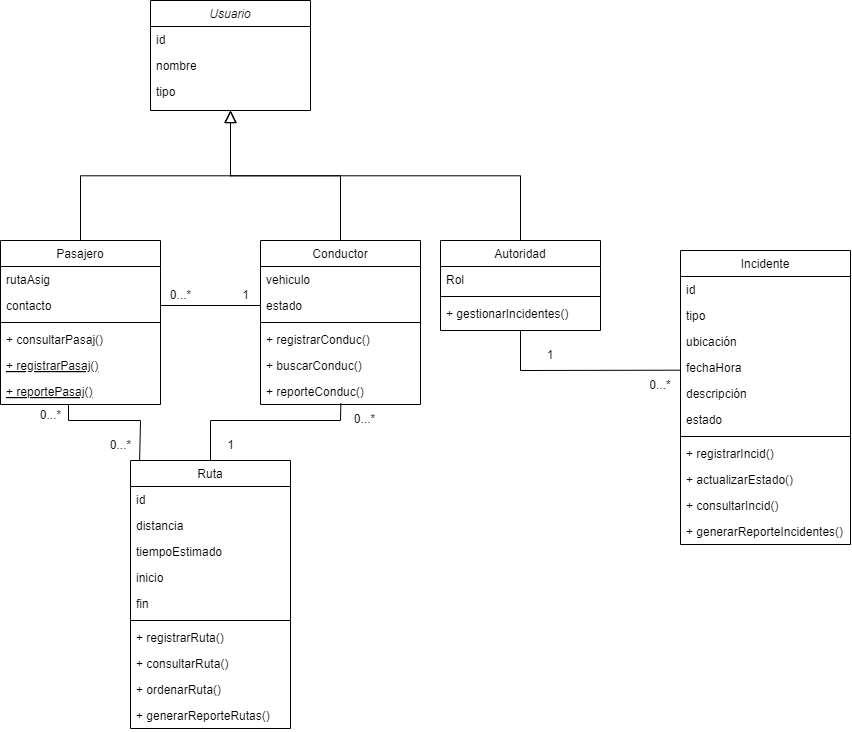 Usuario
id
nombre
tipo
Pasajero
rutaAsig
contacto
+ consultarPasaj()
+ registrarPasaj()
+ reportePasaj()
0...*
1
Conductor
vehiculo
estado
+ registrarConduc()
+ buscarConduc()
+ reporteConduc()
Autoridad
Rol
+ gestionarIncidentes()
1
0...*
Incidente
id
tipo
ubicación
fechaHora
descripción
estado
+ registrarIncid()
+ actualizarEstado()
+ consultarIncid()
+ generarReporteIncidentes()
0...*
0...*
0...*
1
Ruta
id
distancia
tiempoEstimado
inicio
fin
+ registrarRuta()
+ consultarRuta()
+ ordenarRuta()
+ generarReporteRutas()